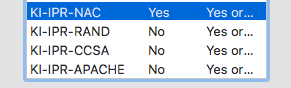 KI-IPR-NAC Yes Yes or...
KI-IPR-RAND No Yes or...
KI-IPR-CCSA No Yes or...
KI-IPR-APACHE No Yes or...